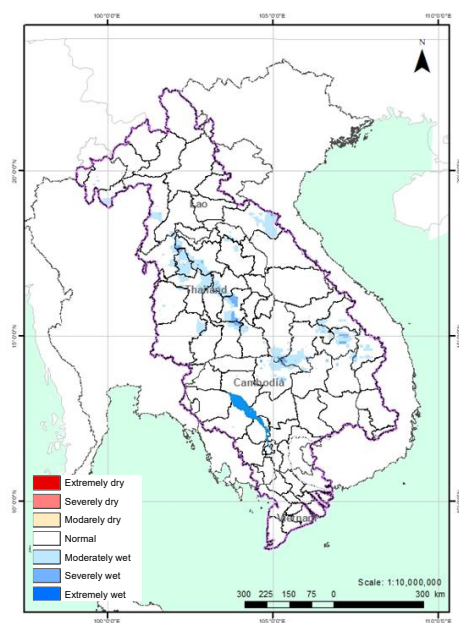 100°0'0"E 105°0'0"E 110°0'0"E
N
20°0'0"N
Lao
Thailand
15°0'0"N
Cambodia
Extremely dry
Severely dry
Modarely dry
Normal
Moderately wet
Severely wet
Extremely wet
10°0'0"N
Vietnam
Scale: 1:10,000,000
300 225 150 75 0 300 km
100°0'0"E 105°0'0"E 110°0'0"E